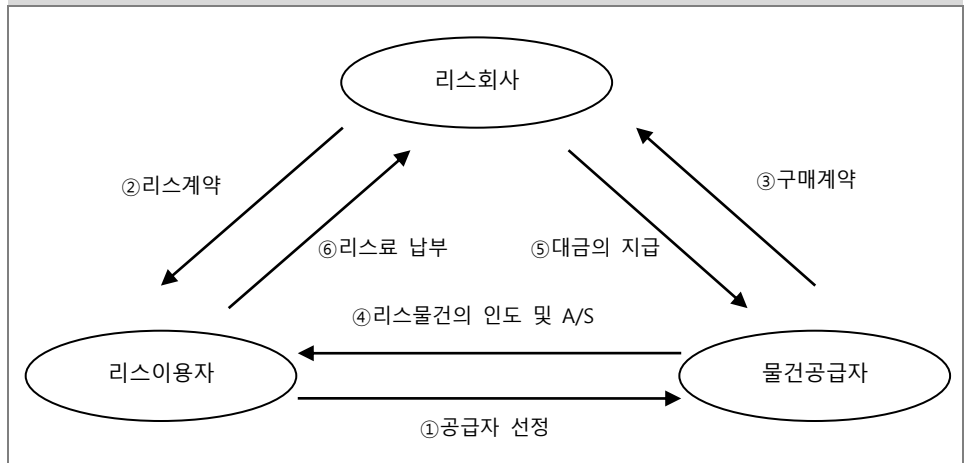 리스회사
②리스계약
③구매계약
⑥리스료 납부
⑤대금의 지급
④리스물건의 인도 및 A/S
리스이용자
물건공급자
①공급자 선정